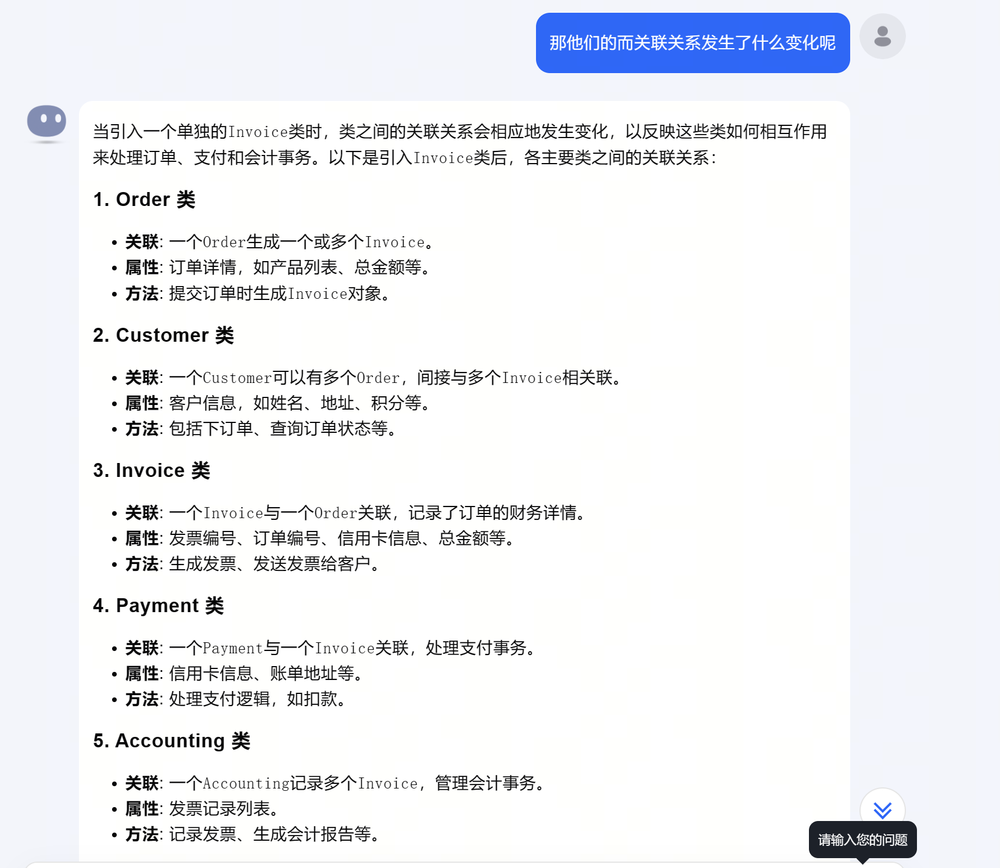 那他们的而关联关系发生了什么变化呢
当引入一个单独的Invoice类时，类之间的关联关系会相应地发生变化，以反映这些类如何相互作用
来处理订单、支付和会计事务。以下是引入Invoice类后，各主要类之间的关联关系：
1. Order 类
• 关联: 一个Order生成一个或多个Invoice。
• 属性: 订单详情，如产品列表、总金额等。
• 方法: 提交订单时生成Invoice对象。
2. Customer 类
• 关联: 一个Customer可以有多个Order，间接与多个Invoice相关联。
• 属性: 客户信息，如姓名、地址、积分等。
• 方法: 包括下订单、查询订单状态等。
3. Invoice 类
• 关联: 一个Invoice与一个Order关联，记录了订单的财务详情。
• 属性: 发票编号、订单编号、信用卡信息、总金额等。
• 方法: 生成发票、发送发票给客户。
4. Payment 类
• 关联: 一个Payment与一个Invoice关联，处理支付事务。
• 属性: 信用卡信息、账单地址等。
• 方法: 处理支付逻辑，如扣款。
5. Accounting 类
• 关联: 一个Accounting记录多个Invoice，管理会计事务。
• 属性: 发票记录列表。
• 方法: 记录发票、生成会计报告等。
请输入您的问题